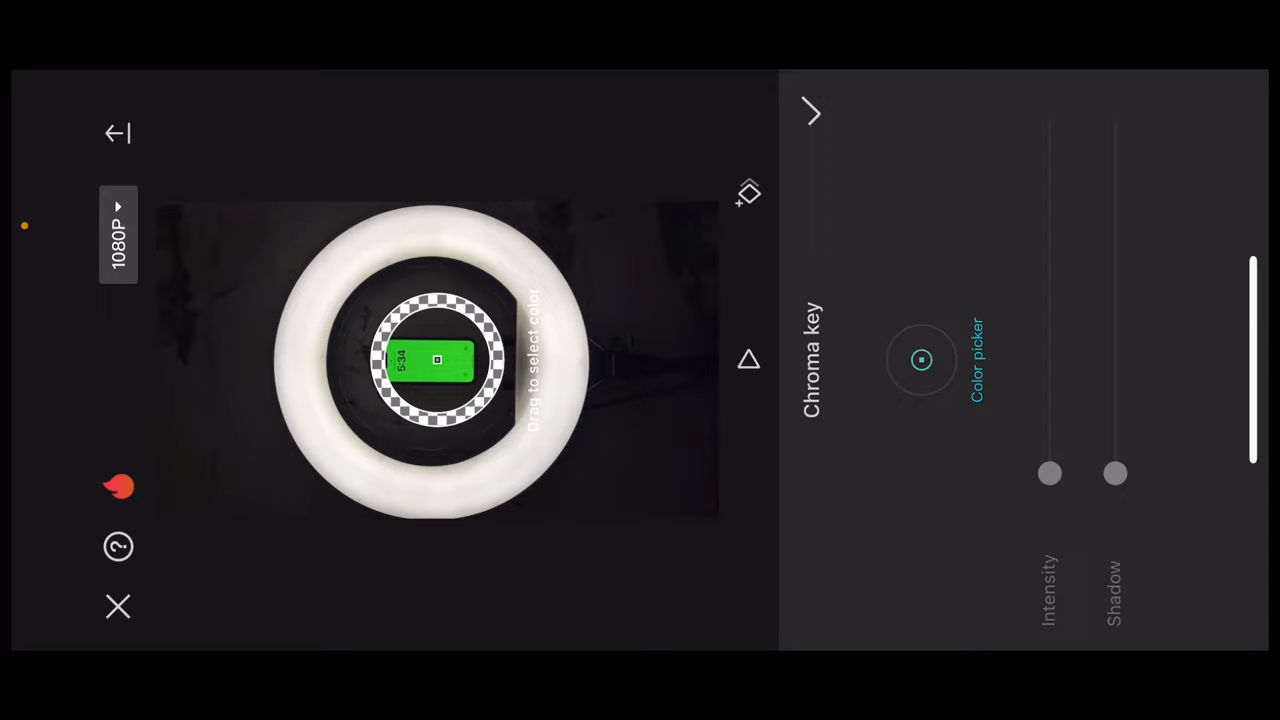 1080P
5:34
Drag to select color
Chroma key
Color picker
Intensity
Shadow